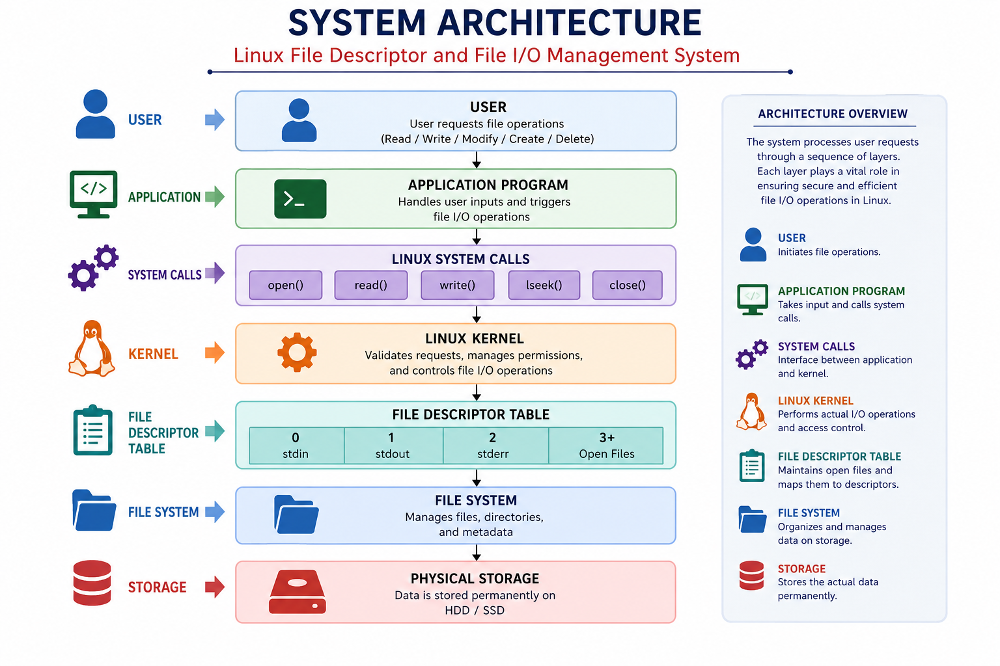 SYSTEM ARCHITECTURE
Linux File Descriptor and File I/O Management System
USER
USER
User requests file operations
(Read / Write / Modify / Create / Delete)
</>
APPLICATION
>_
APPLICATION PROGRAM
Handles user inputs and triggers
file I/O operations
SYSTEM CALLS
LINUX SYSTEM CALLS
open()
read()
write()
lseek()
close()
KERNEL
LINUX KERNEL
Validates requests, manages permissions,
and controls file I/O operations
FILE
DESCRIPTOR
TABLE
FILE DESCRIPTOR TABLE
0
stdin
1
stdout
2
stderr
3+
Open Files
FILE SYSTEM
FILE SYSTEM
Manages files, directories,
and metadata
STORAGE
PHYSICAL STORAGE
Data is stored permanently on
HDD / SSD
ARCHITECTURE OVERVIEW
The system processes user requests
through a sequence of layers.
Each layer plays a vital role in
ensuring secure and efficient
file I/O operations in Linux.
USER
Initiates file operations.
</>
APPLICATION PROGRAM
Takes input and calls system
calls.
SYSTEM CALLS
Interface between application
and kernel.
LINUX KERNEL
Performs actual I/O operations
and access control.
FILE DESCRIPTOR TABLE
Maintains open files and
maps them to descriptors.
FILE SYSTEM
Organizes and manages
data on storage.
STORAGE
Stores the actual data
permanently.